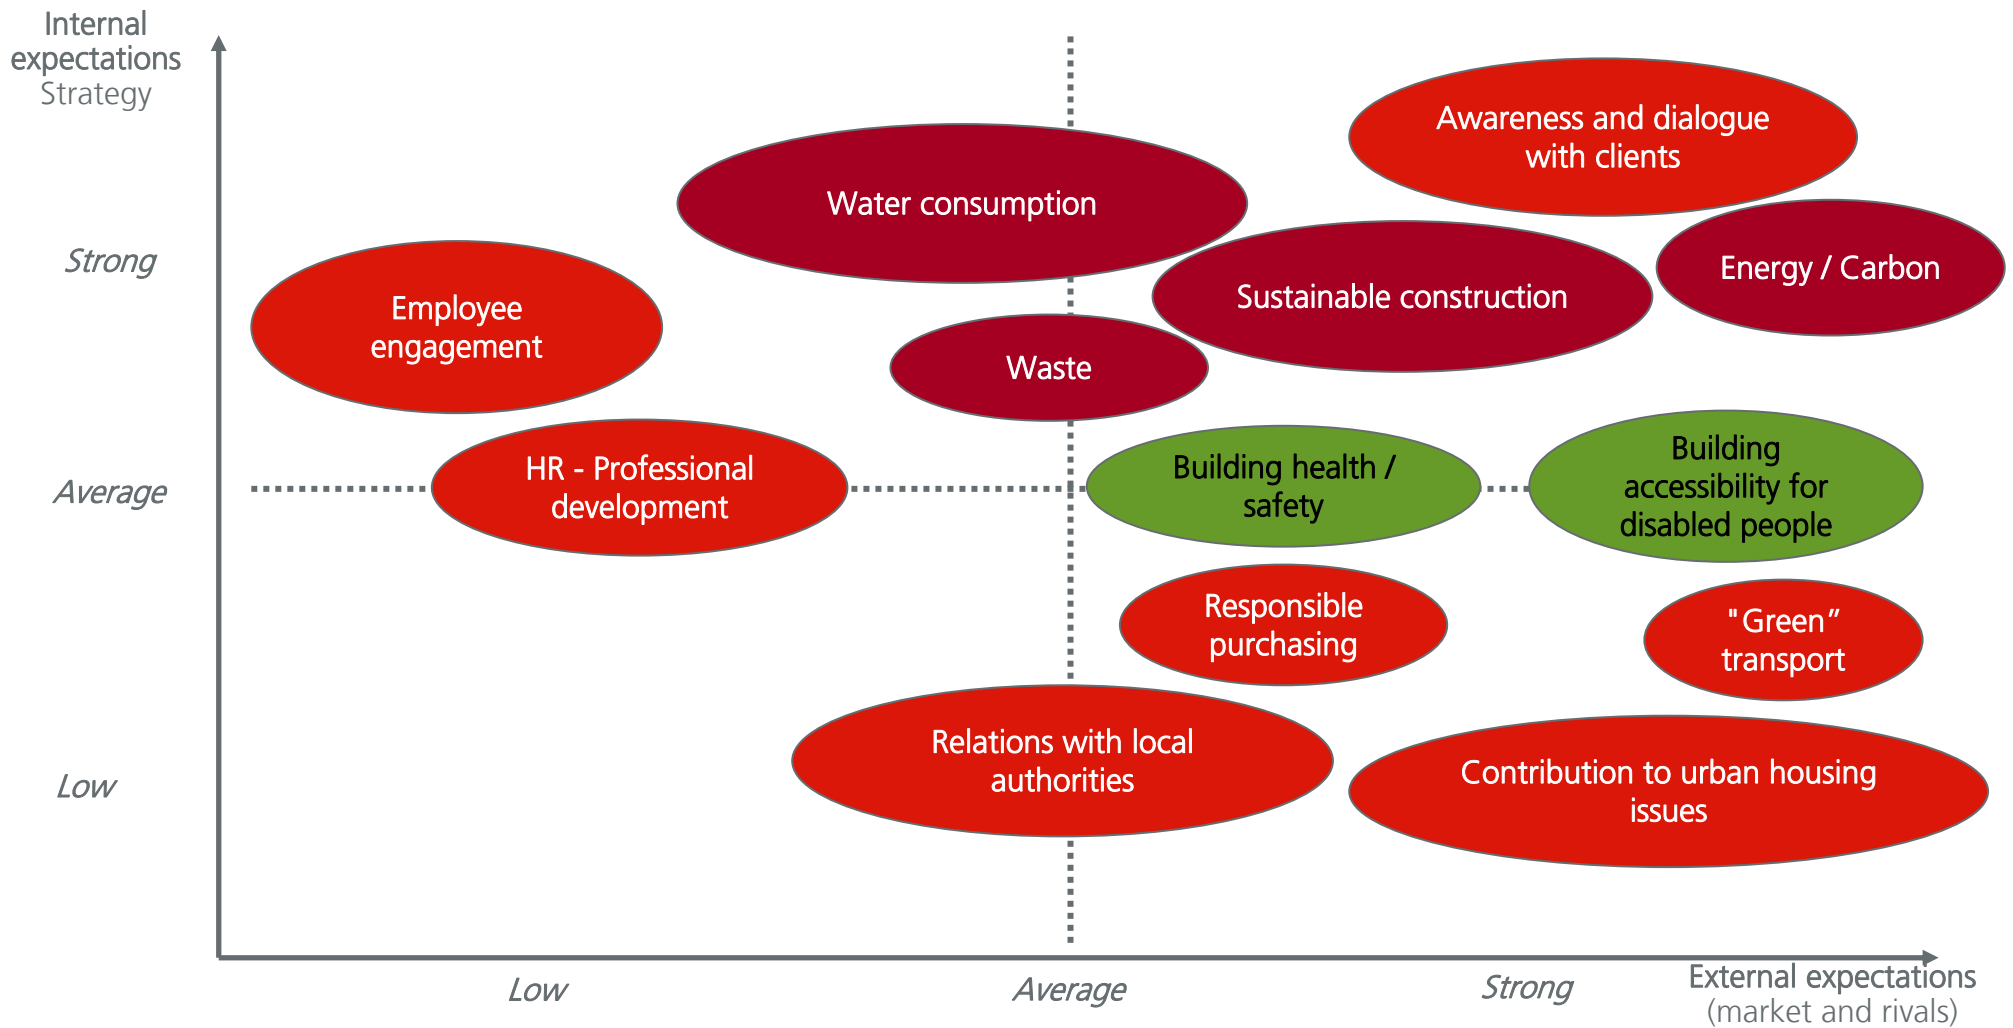 Internal
expectations
Strategy
Awareness and dialogue
with clients
Water consumption
Strong
Energy / Carbon
Sustainable construction
Employee
engagement
Waste
HR - Professional
development
Building health /
safety
Building
accessibility for
disabled people
Average
Responsible
purchasing
"Green”
transport
Relations with local
authorities
Contribution to urban housing
issues
Low
Low
Average
Strong
External expectations
(market and rivals)